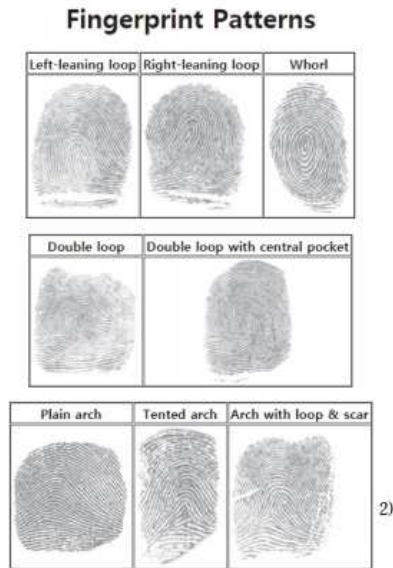 Fingerprint Patterns
Left-leaning loop Right-leaning loop Whorl
Double loop Double loop with central pocket
Plain arch Tented arch Arch with loop & scar
2)